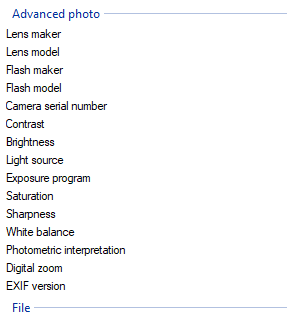 Advanced photo
Lens maker
Lens model
Flash maker
Flash model
Camera serial number
Contrast
Brightness
Light source
Exposure program
Saturation
Sharpness
White balance
Photometric interpretation
Digital zoom
EXIF version
File